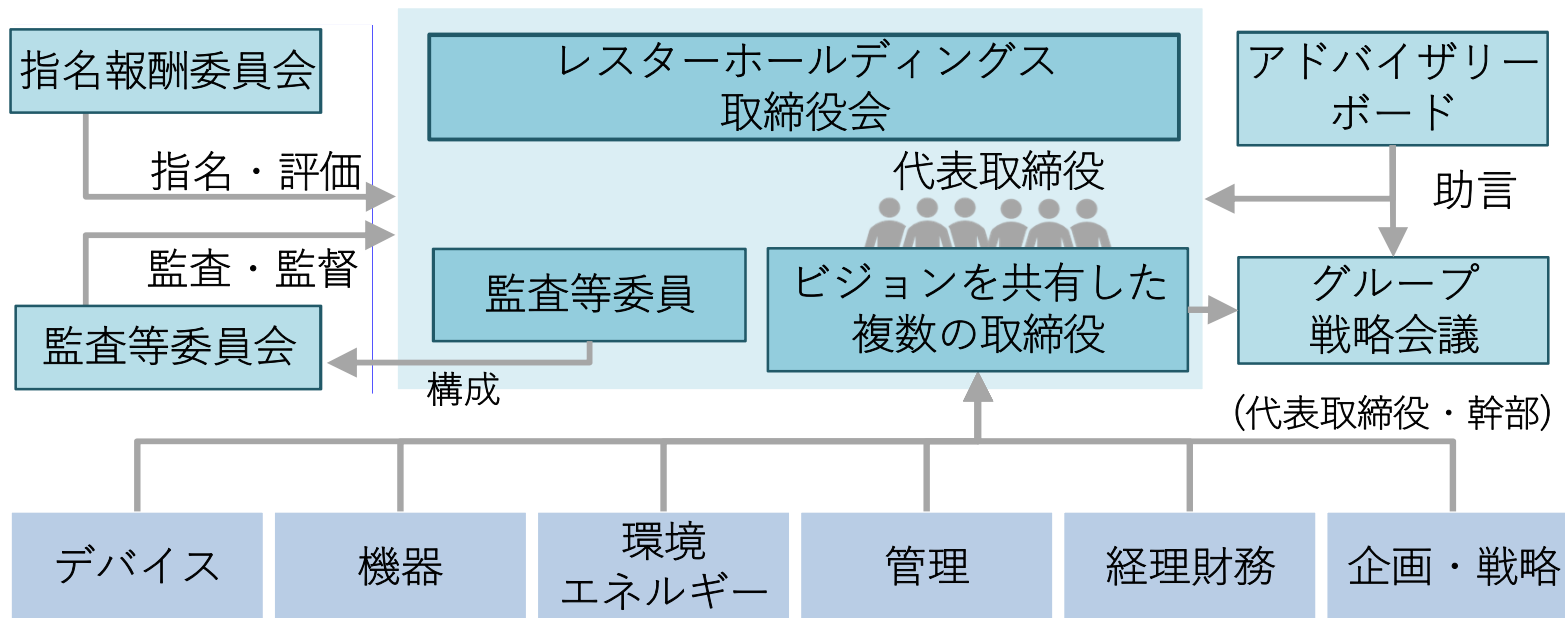 指名報酬委員会
レスターホールディングス
取締役会
アドバイザリー
ボード
指名・評価
代表取締役
助言
監査・監督
監査等委員会
監査等委員
ビジョンを共有した
複数の取締役
グループ
戦略会議
構成
(代表取締役・幹部)
デバイス
機器
環境
エネルギー
管理
経理財務
企画・戦略